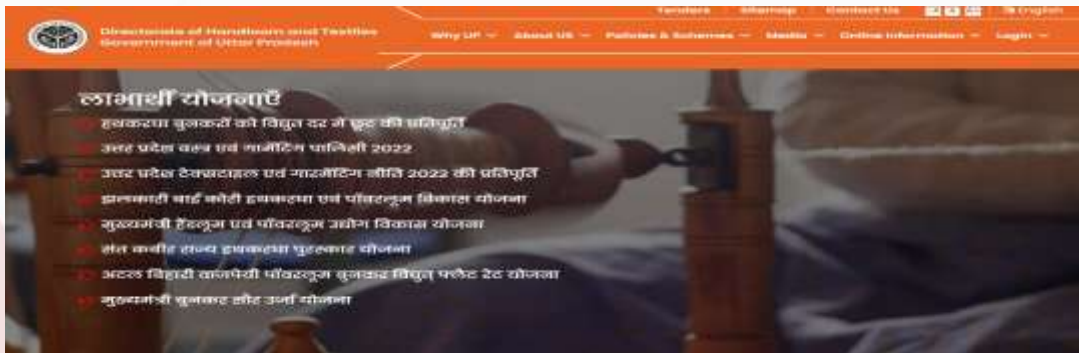 Tenders Sitemap Contact Us English
Directorate of Handloom and Textiles
Government of Uttar Pradesh
Why UP About US Policies & Schemes Media Online Information Login
लाभार्थी योजनाएँ
हथकरघा बुनकरों को विद्युत दर में छूट की प्रतिपूर्ति
उत्तर प्रदेश वस्त्र एवं गार्मेंटिंग पालिसी 2022
उत्तर प्रदेश टेक्सटाइल एवं गारमेंटिंग नीति 2022 की प्रतिपूर्ति
झलकारी बाई कोरी हथकरघा एवं पॉवरलूम विकास योजना
मुख्यमंत्री हैंडलूम एवं पॉवरलूम उद्योग विकास योजना
संत कबीर राज्य हथकरघा पुरस्कार योजना
अटल बिहारी वाजपेयी पॉवरलूम बुनकर विद्युत् फ्लैट रेट योजना
मुख्यमंत्री बुनकर सौर उर्जा योजना